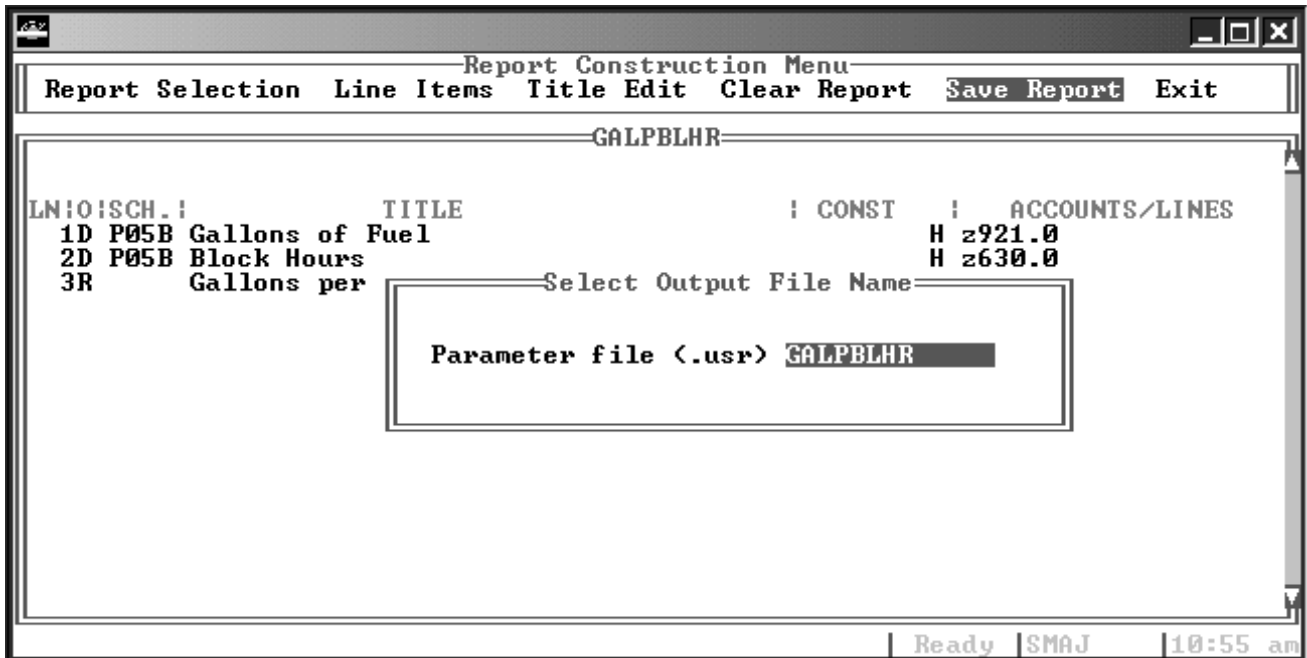 Report Construction Menu
Report Selection Line Items Title Edit Clear Report Save Report Exit
GALPBLHR
LN¦O¦SCH.¦ TITLE ¦ CONST ¦ ACCOUNTS/LINES
1D P05B Gallons of Fuel H z921.0
2D P05B Block Hours H z630.0
3R Gallons per
Select Output File Name
Parameter file (.usr) GALPBLHR
Ready SMAJ 10:55 am